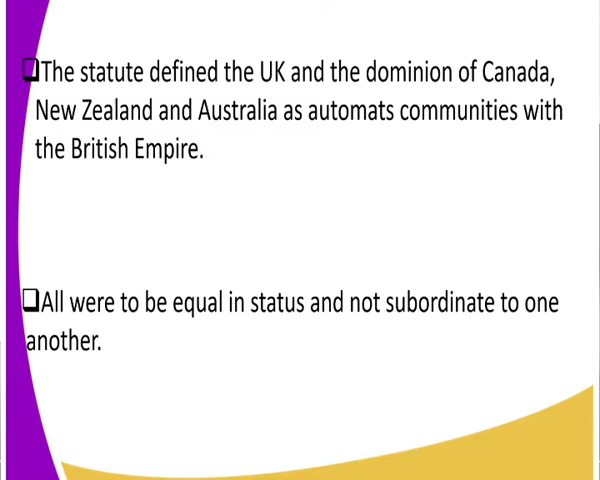 The statute defined the UK and the dominion of Canada,
New Zealand and Australia as automats communities with
the British Empire.
All were to be equal in status and not subordinate to one
another.